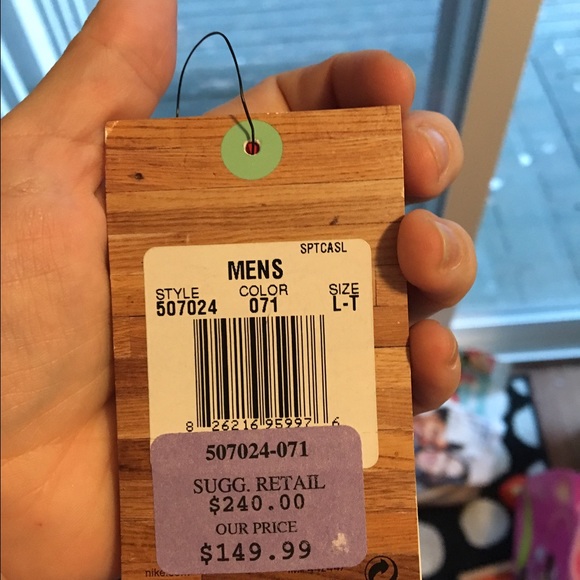 SPTCASL
MENS
STYLE COLOR SIZE
507024 071 L-T
8 26216 95997 6
507024-071
SUGG. RETAIL
$240.00
OUR PRICE
$149.99